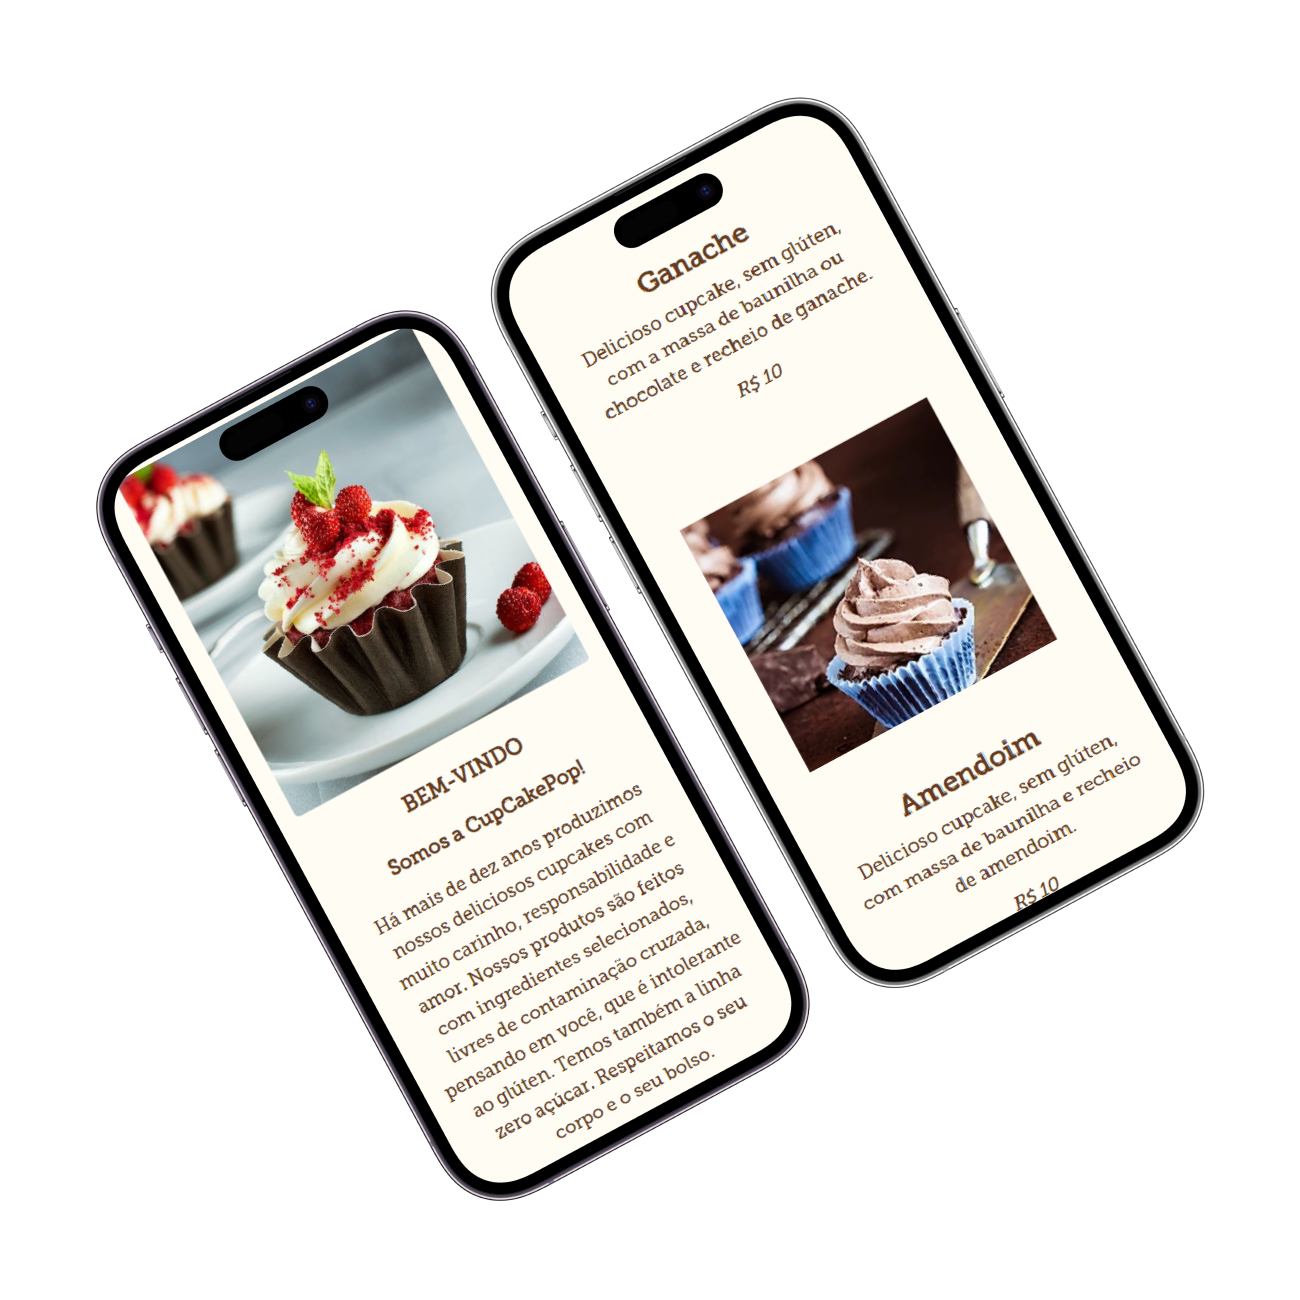 BEM-VINDO
Somos a CupCakePop!
Há mais de dez anos produzimos
nossos deliciosos cupcakes com
muito carinho, responsabilidade e
amor. Nossos produtos são feitos
com ingredientes selecionados,
livres de contaminação cruzada,
pensando em você, que é intolerante
ao glúten. Temos também a linha
zero açúcar. Respeitamos o seu
corpo e o seu bolso.
Ganache
Delicioso cupcake, sem glúten,
com a massa de baunilha ou
chocolate e recheio de ganache.
R$ 10
Amendoim
Delicioso cupcake, sem glúten,
com massa de baunilha e recheio
de amendoim.
R$ 10